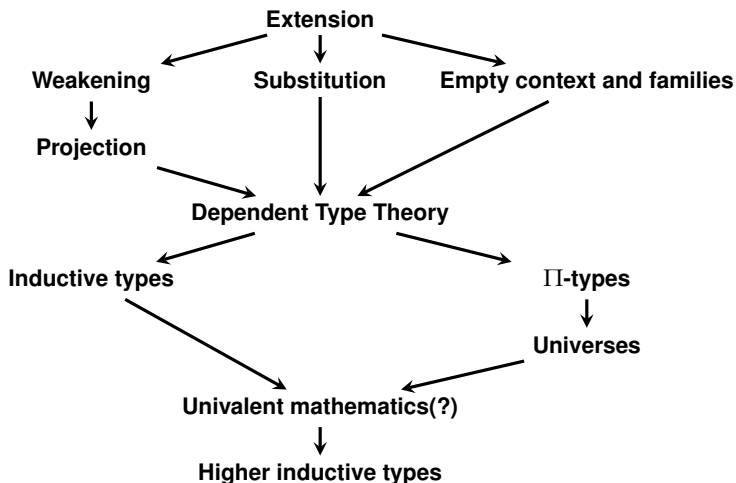 Extension
Weakening
Substitution
Empty context and families
Projection
Dependent Type Theory
Inductive types
Π-types
Universes
Univalent mathematics(?)
Higher inductive types